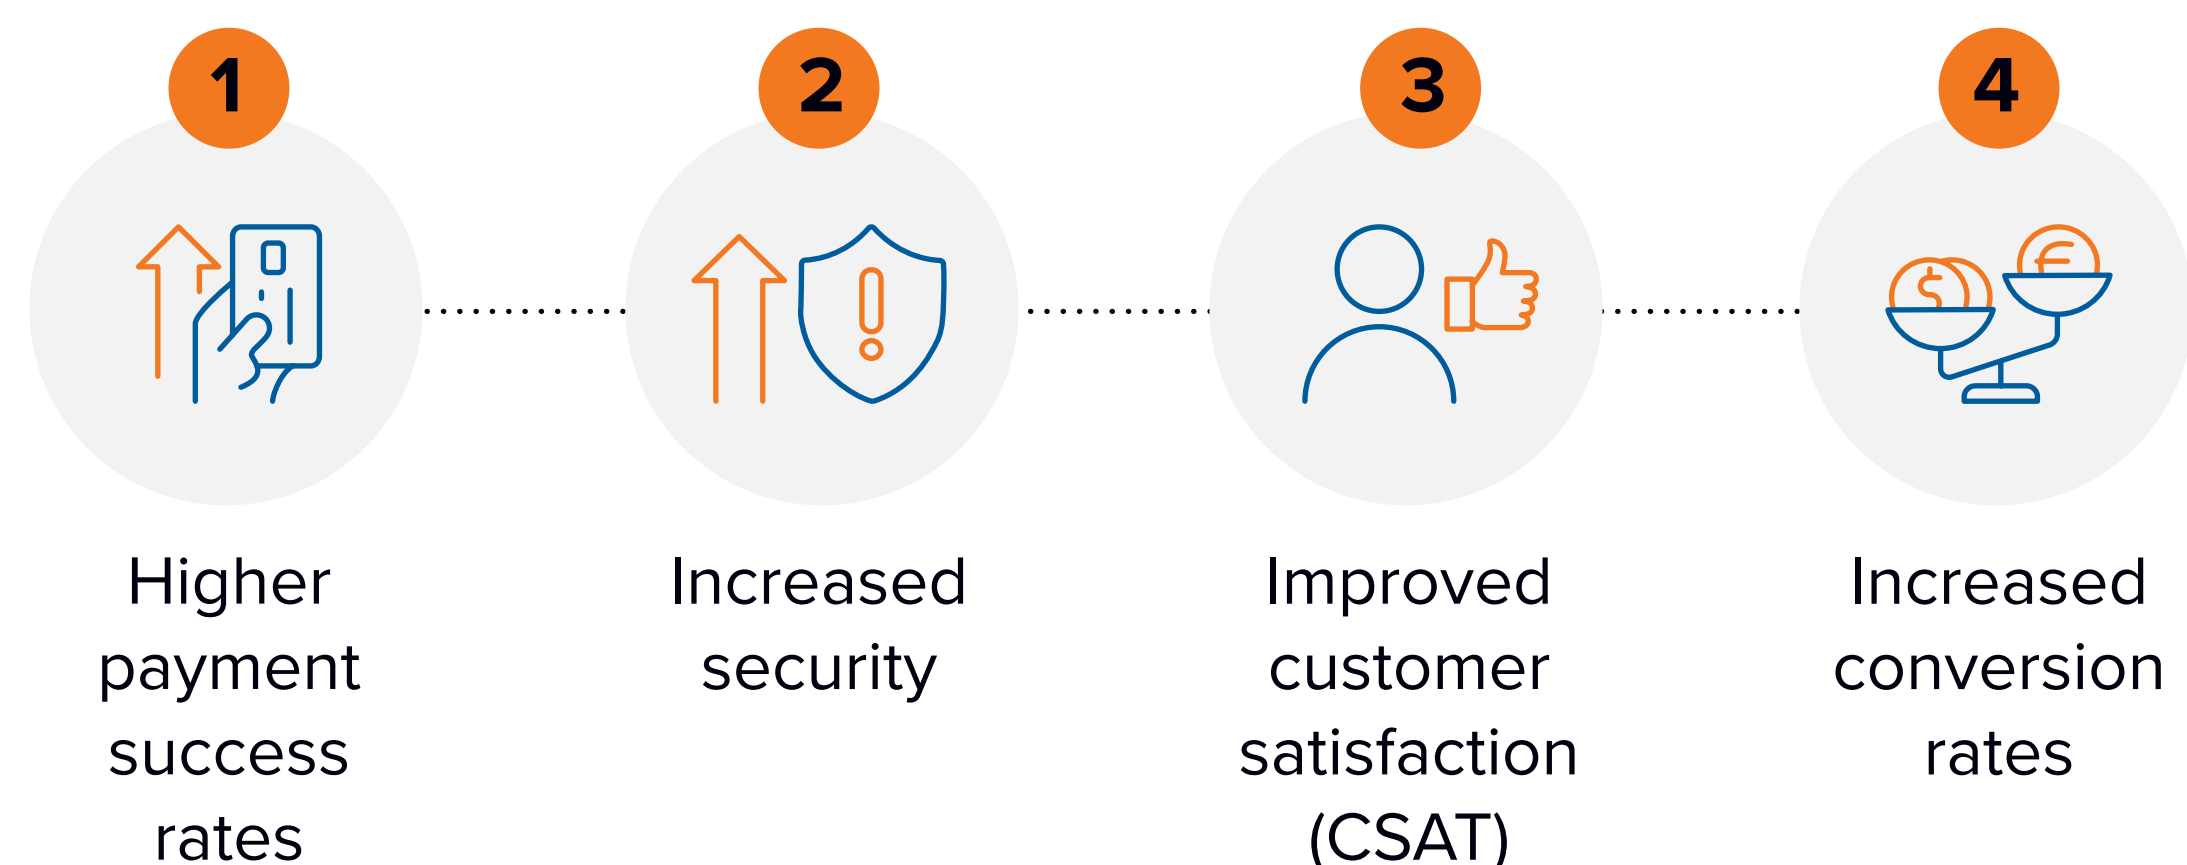 1
Higher
payment
success
rates
2
Increased
security
3
Improved
customer
satisfaction
(CSAT)
4
Increased
conversion
rates
$
€